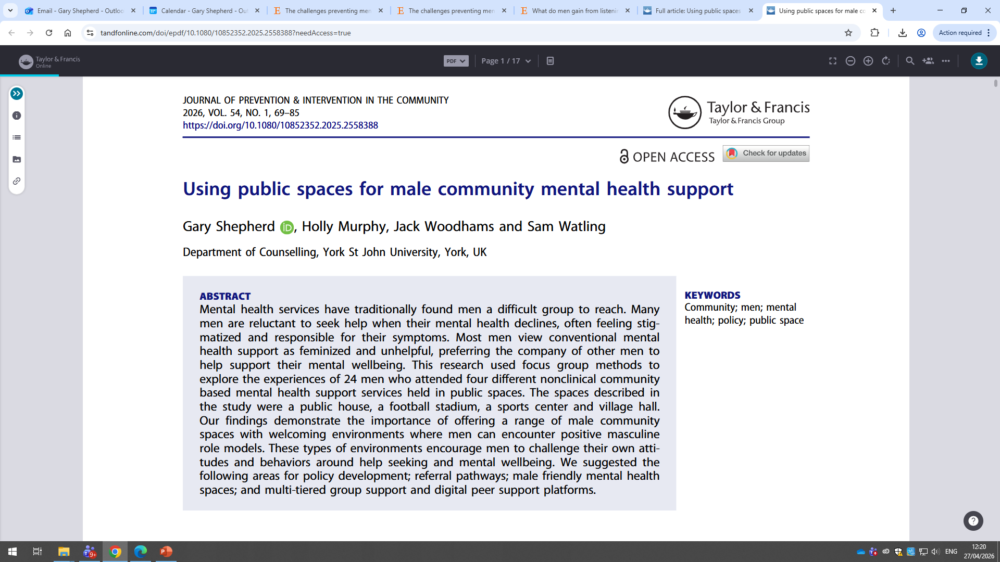 Email - Gary Shepherd - Outloo
Calendar - Gary Shepherd - Out
The challenges preventing men
The challenges preventing men
What do men gain from listenin
Full article: Using public spaces
Using public spaces for male co
tandfonline.com/doi/epdf/10.1080/10852352.2025.2558388?needAccess=true
Action required
Taylor & Francis
Online
PDF
Page 1 / 17
JOURNAL OF PREVENTION & INTERVENTION IN THE COMMUNITY
2026, VOL. 54, NO. 1, 69–85
https://doi.org/10.1080/10852352.2025.2558388
Taylor & Francis
Taylor & Francis Group
OPEN ACCESS
Check for updates
Using public spaces for male community mental health support
Gary Shepherd iD, Holly Murphy, Jack Woodhams and Sam Watling
Department of Counselling, York St John University, York, UK
ABSTRACT
Mental health services have traditionally found men a difficult group to reach. Many
men are reluctant to seek help when their mental health declines, often feeling stig-
matized and responsible for their symptoms. Most men view conventional mental
health support as feminized and unhelpful, preferring the company of other men to
help support their mental wellbeing. This research used focus group methods to
explore the experiences of 24 men who attended four different nonclinical community
based mental health support services held in public spaces. The spaces described in
the study were a public house, a football stadium, a sports center and village hall.
Our findings demonstrate the importance of offering a range of male community
spaces with welcoming environments where men can encounter positive masculine
role models. These types of environments encourage men to challenge their own atti-
tudes and behaviors around help seeking and mental wellbeing. We suggested the
following areas for policy development; referral pathways; male friendly mental health
spaces; and multi-tiered group support and digital peer support platforms.
KEYWORDS
Community; men; mental
health; policy; public space
9+
ENG
12:20
27/04/2026